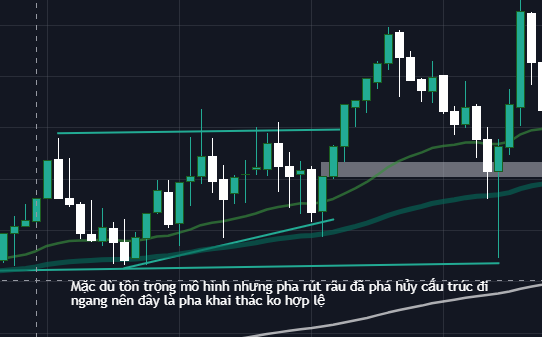 Mặc dù tôn trọng mô hình nhưng pha rút râu đã phá hủy cấu trúc đi
ngang nên đây là pha khai thác ko hợp lệ